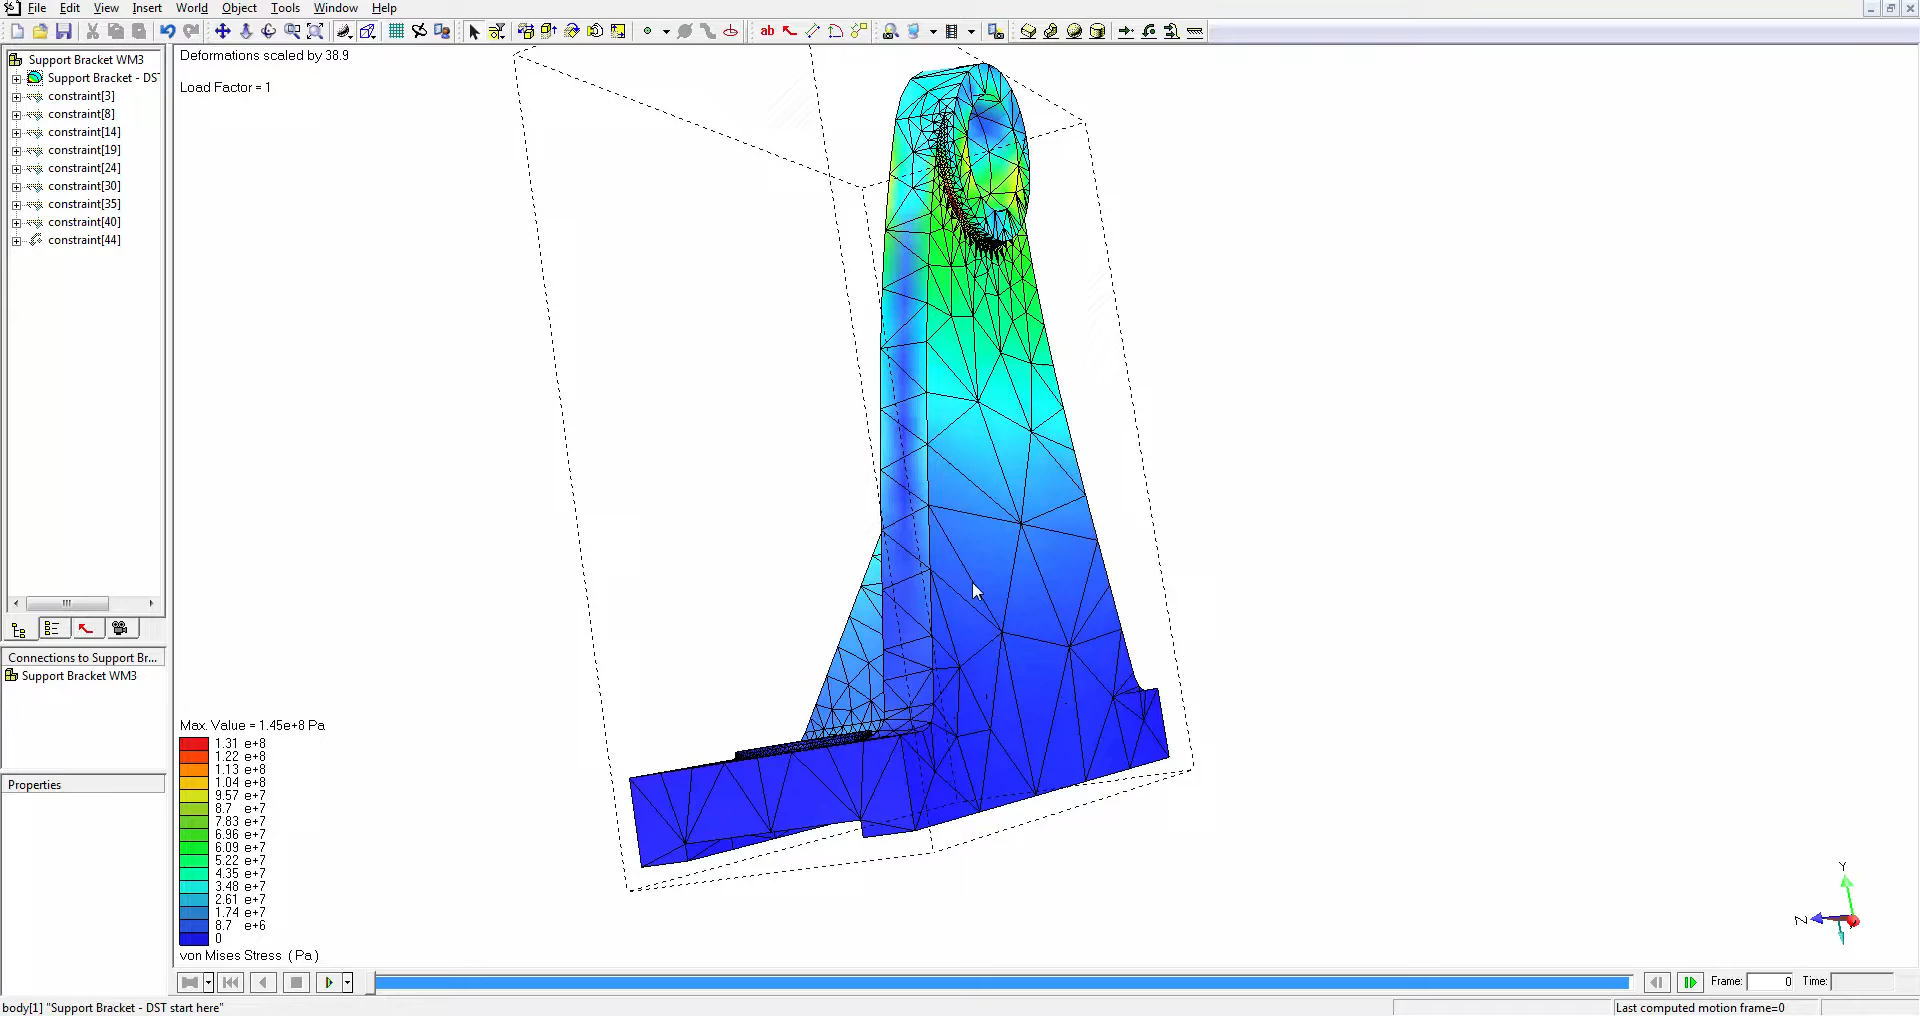 File Edit View Insert World Object Tools Window Help
ab
Support Bracket WM3
Support Bracket - DST
constraint[3]
constraint[8]
constraint[14]
constraint[19]
constraint[24]
constraint[30]
constraint[35]
constraint[40]
constraint[44]
Connections to Support Br...
Support Bracket WM3
Properties
Deformations scaled by 38.9
Load Factor = 1
Max. Value = 1.45e+8 Pa
1.31 e+8
1.22 e+8
1.13 e+8
1.04 e+8
9.57 e+7
8.7 e+7
7.83 e+7
6.96 e+7
6.09 e+7
5.22 e+7
4.35 e+7
3.48 e+7
2.61 e+7
1.74 e+7
8.7 e+6
0
von Mises Stress ( Pa )
Y
Z
Frame: 0 Time:
body[1] "Support Bracket - DST start here"
Last computed motion frame=0